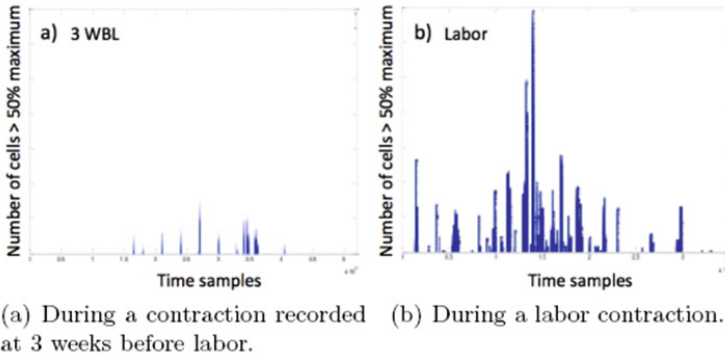 a) 3 WBL
Number of cells > 50% maximum
Time samples
b) Labor
Number of cells > 50% maximum
Time samples
(a) During a contraction recorded
at 3 weeks before labor.
(b) During a labor contraction.